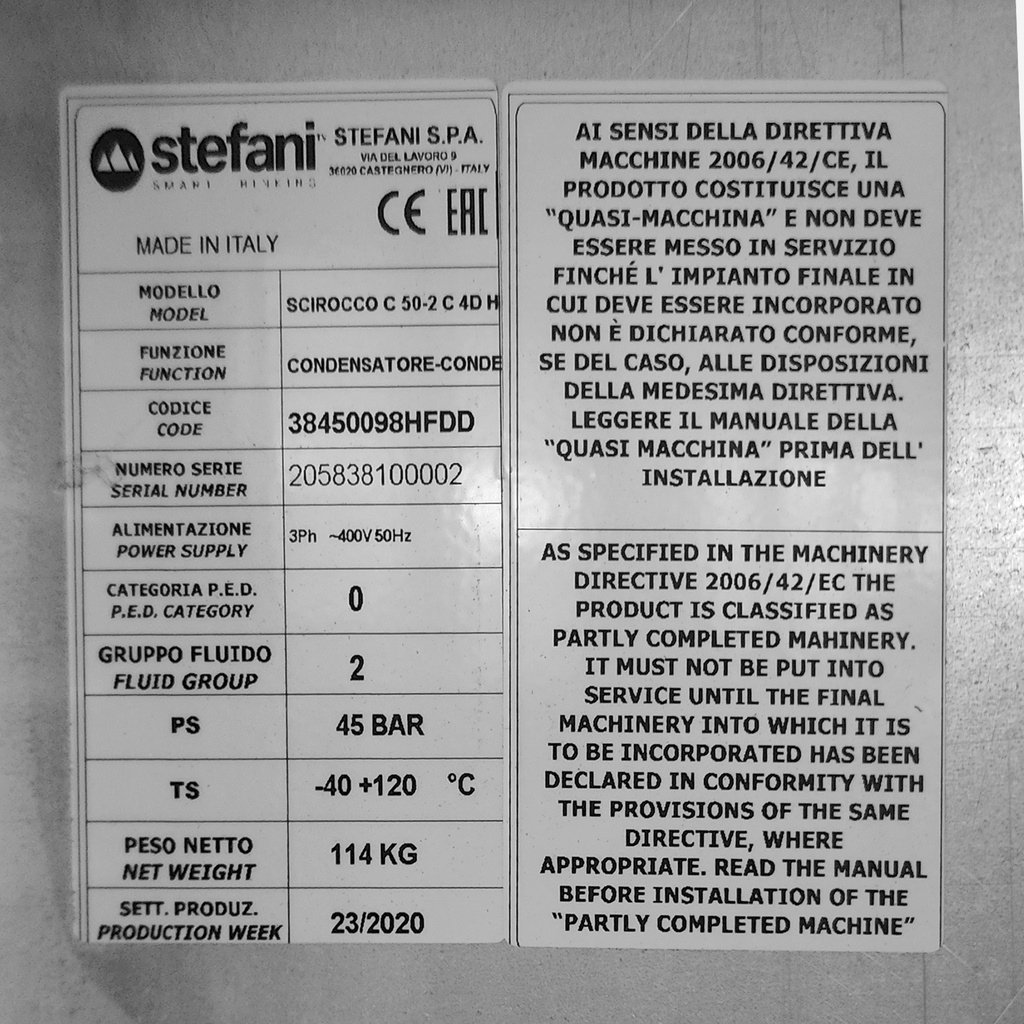 stefani STEFANI S.P.A.
VIA DEL LAVORO 9
36020 CASTEGNERO (VI) - ITALY
CE EAC
MADE IN ITALY
MODELLO
MODEL
SCIROCCO C 50-2 C 4D H
FUNZIONE
FUNCTION
CONDENSATORE-CONDE
CODICE
CODE
38450098HFDD
NUMERO SERIE
SERIAL NUMBER
205838100002
ALIMENTAZIONE
POWER SUPPLY
3Ph ~400V 50Hz
CATEGORIA P.E.D.
P.E.D. CATEGORY
0
GRUPPO FLUIDO
FLUID GROUP
2
PS
45 BAR
TS
-40 +120 °C
PESO NETTO
NET WEIGHT
114 KG
SETT. PRODUZ.
PRODUCTION WEEK
23/2020
AI SENSI DELLA DIRETTIVA
MACCHINE 2006/42/CE, IL
PRODOTTO COSTITUISCE UNA
“QUASI-MACCHINA” E NON DEVE
ESSERE MESSO IN SERVIZIO
FINCHÉ L' IMPIANTO FINALE IN
CUI DEVE ESSERE INCORPORATO
NON È DICHIARATO CONFORME,
SE DEL CASO, ALLE DISPOSIZIONI
DELLA MEDESIMA DIRETTIVA.
LEGGERE IL MANUALE DELLA
“QUASI MACCHINA” PRIMA DELL'
INSTALLAZIONE
AS SPECIFIED IN THE MACHINERY
DIRECTIVE 2006/42/EC THE
PRODUCT IS CLASSIFIED AS
PARTLY COMPLETED MAHINERY.
IT MUST NOT BE PUT INTO
SERVICE UNTIL THE FINAL
MACHINERY INTO WHICH IT IS
TO BE INCORPORATED HAS BEEN
DECLARED IN CONFORMITY WITH
THE PROVISIONS OF THE SAME
DIRECTIVE, WHERE
APPROPRIATE. READ THE MANUAL
BEFORE INSTALLATION OF THE
“PARTLY COMPLETED MACHINE”